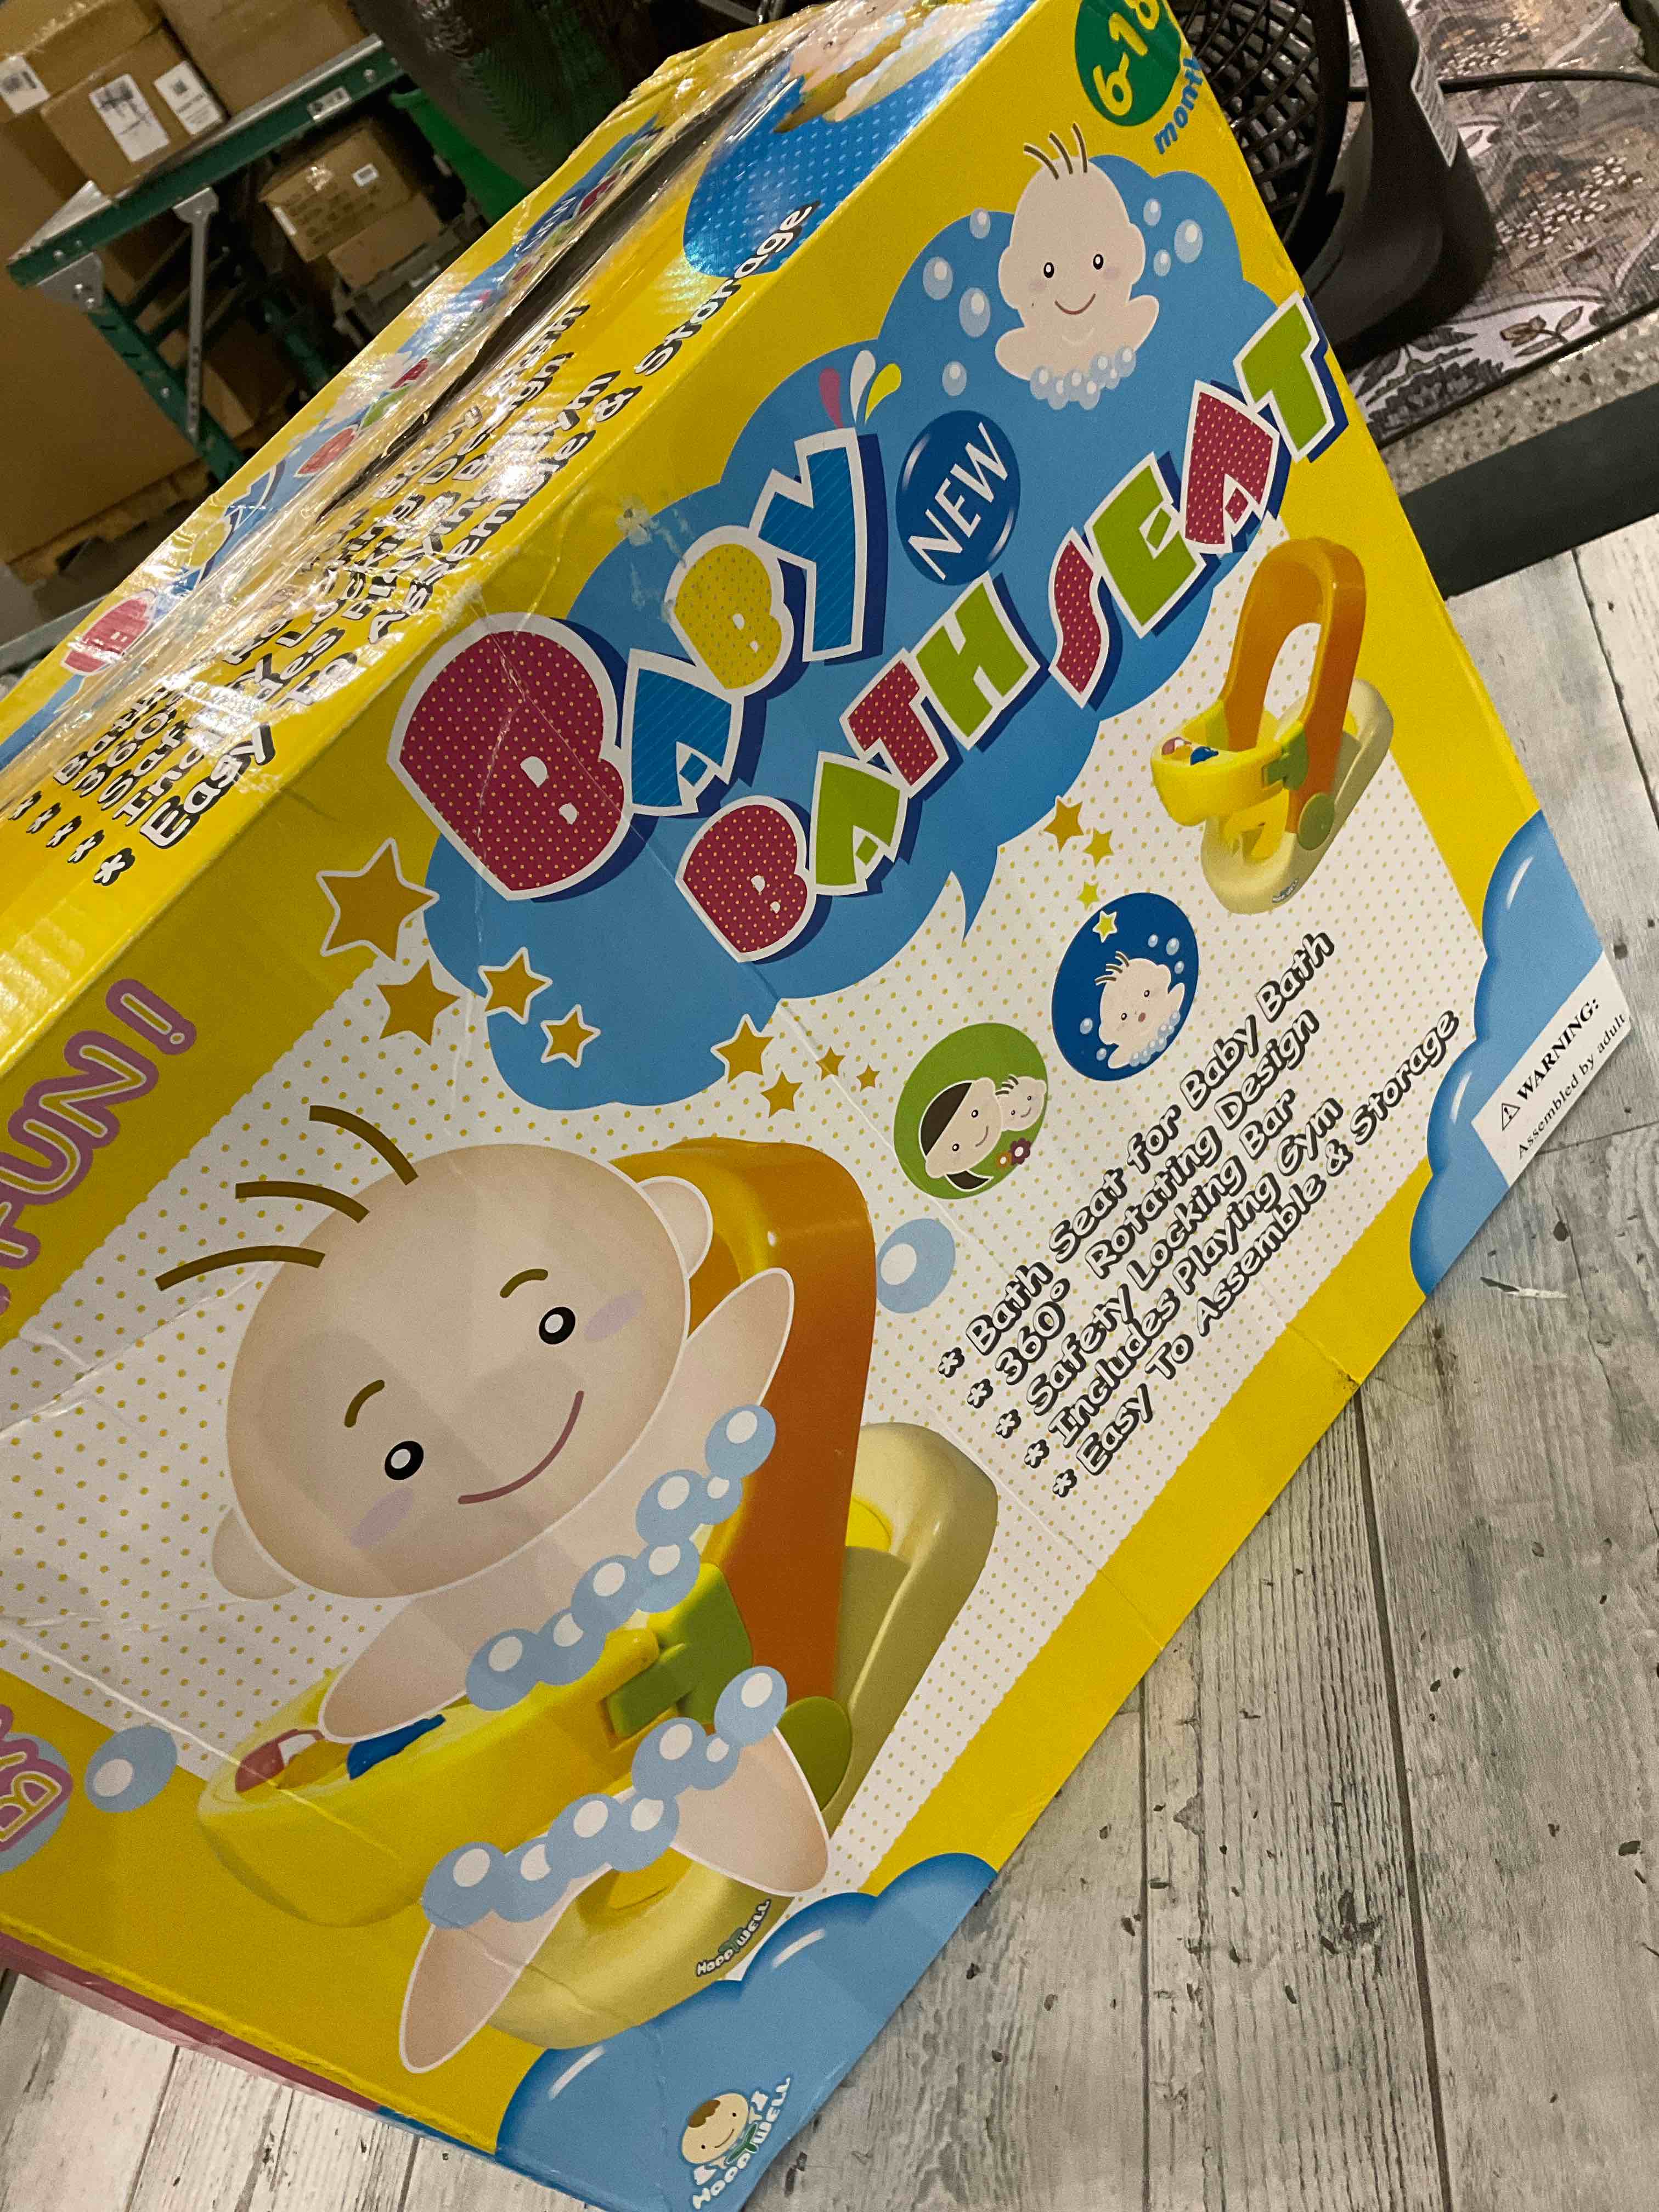 6-18
month
BABY
NEW
BATH SEAT
* Bath Seat for Baby Bath
* 360° Rotating Design
* Safety Locking Bar
* Includes Playing Gym
* Easy To Assemble & Storage
⚠ WARNING:
Assembled by adult
FUN!
* Easy To Assemble & Storage